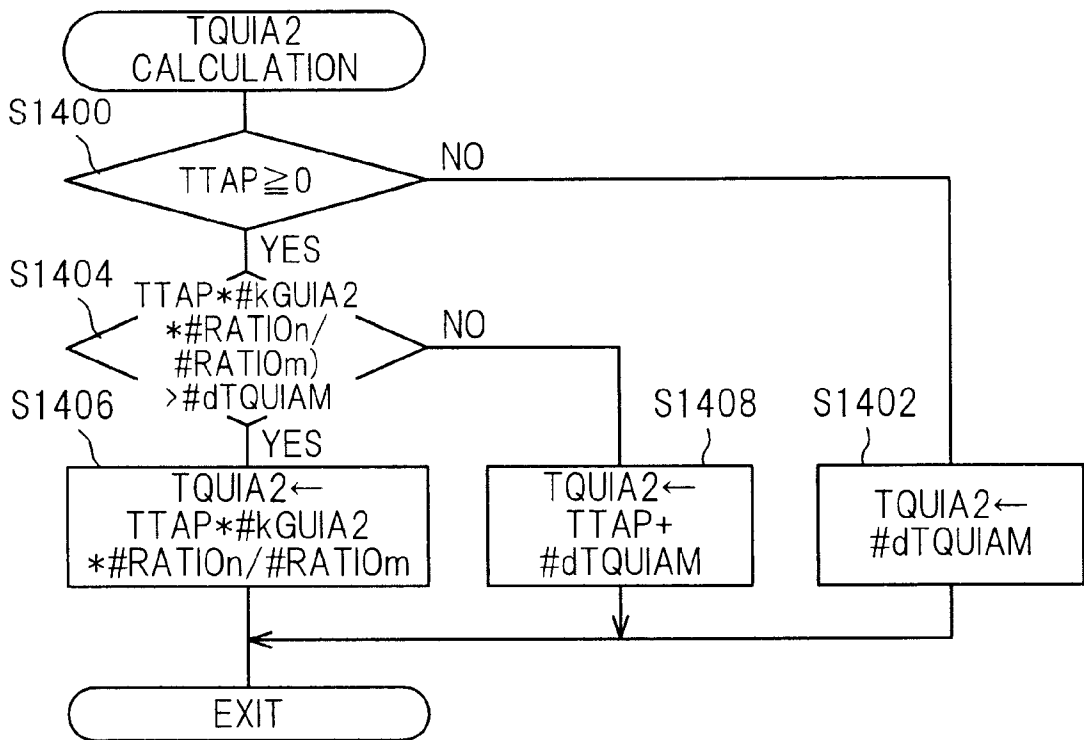 TQUIA2
CALCULATION
S1400
TTAP≧0
NO
YES
S1404
TTAP*#kGUIA2
*#RATIOn/
#RATIOm)
>#dTQUIAM
NO
YES
S1406
TQUIA2←
TTAP*#kGUIA2
*#RATIOn/#RATIOm
S1408
TQUIA2←
TTAP+
#dTQUIAM
S1402
TQUIA2←
#dTQUIAM
EXIT